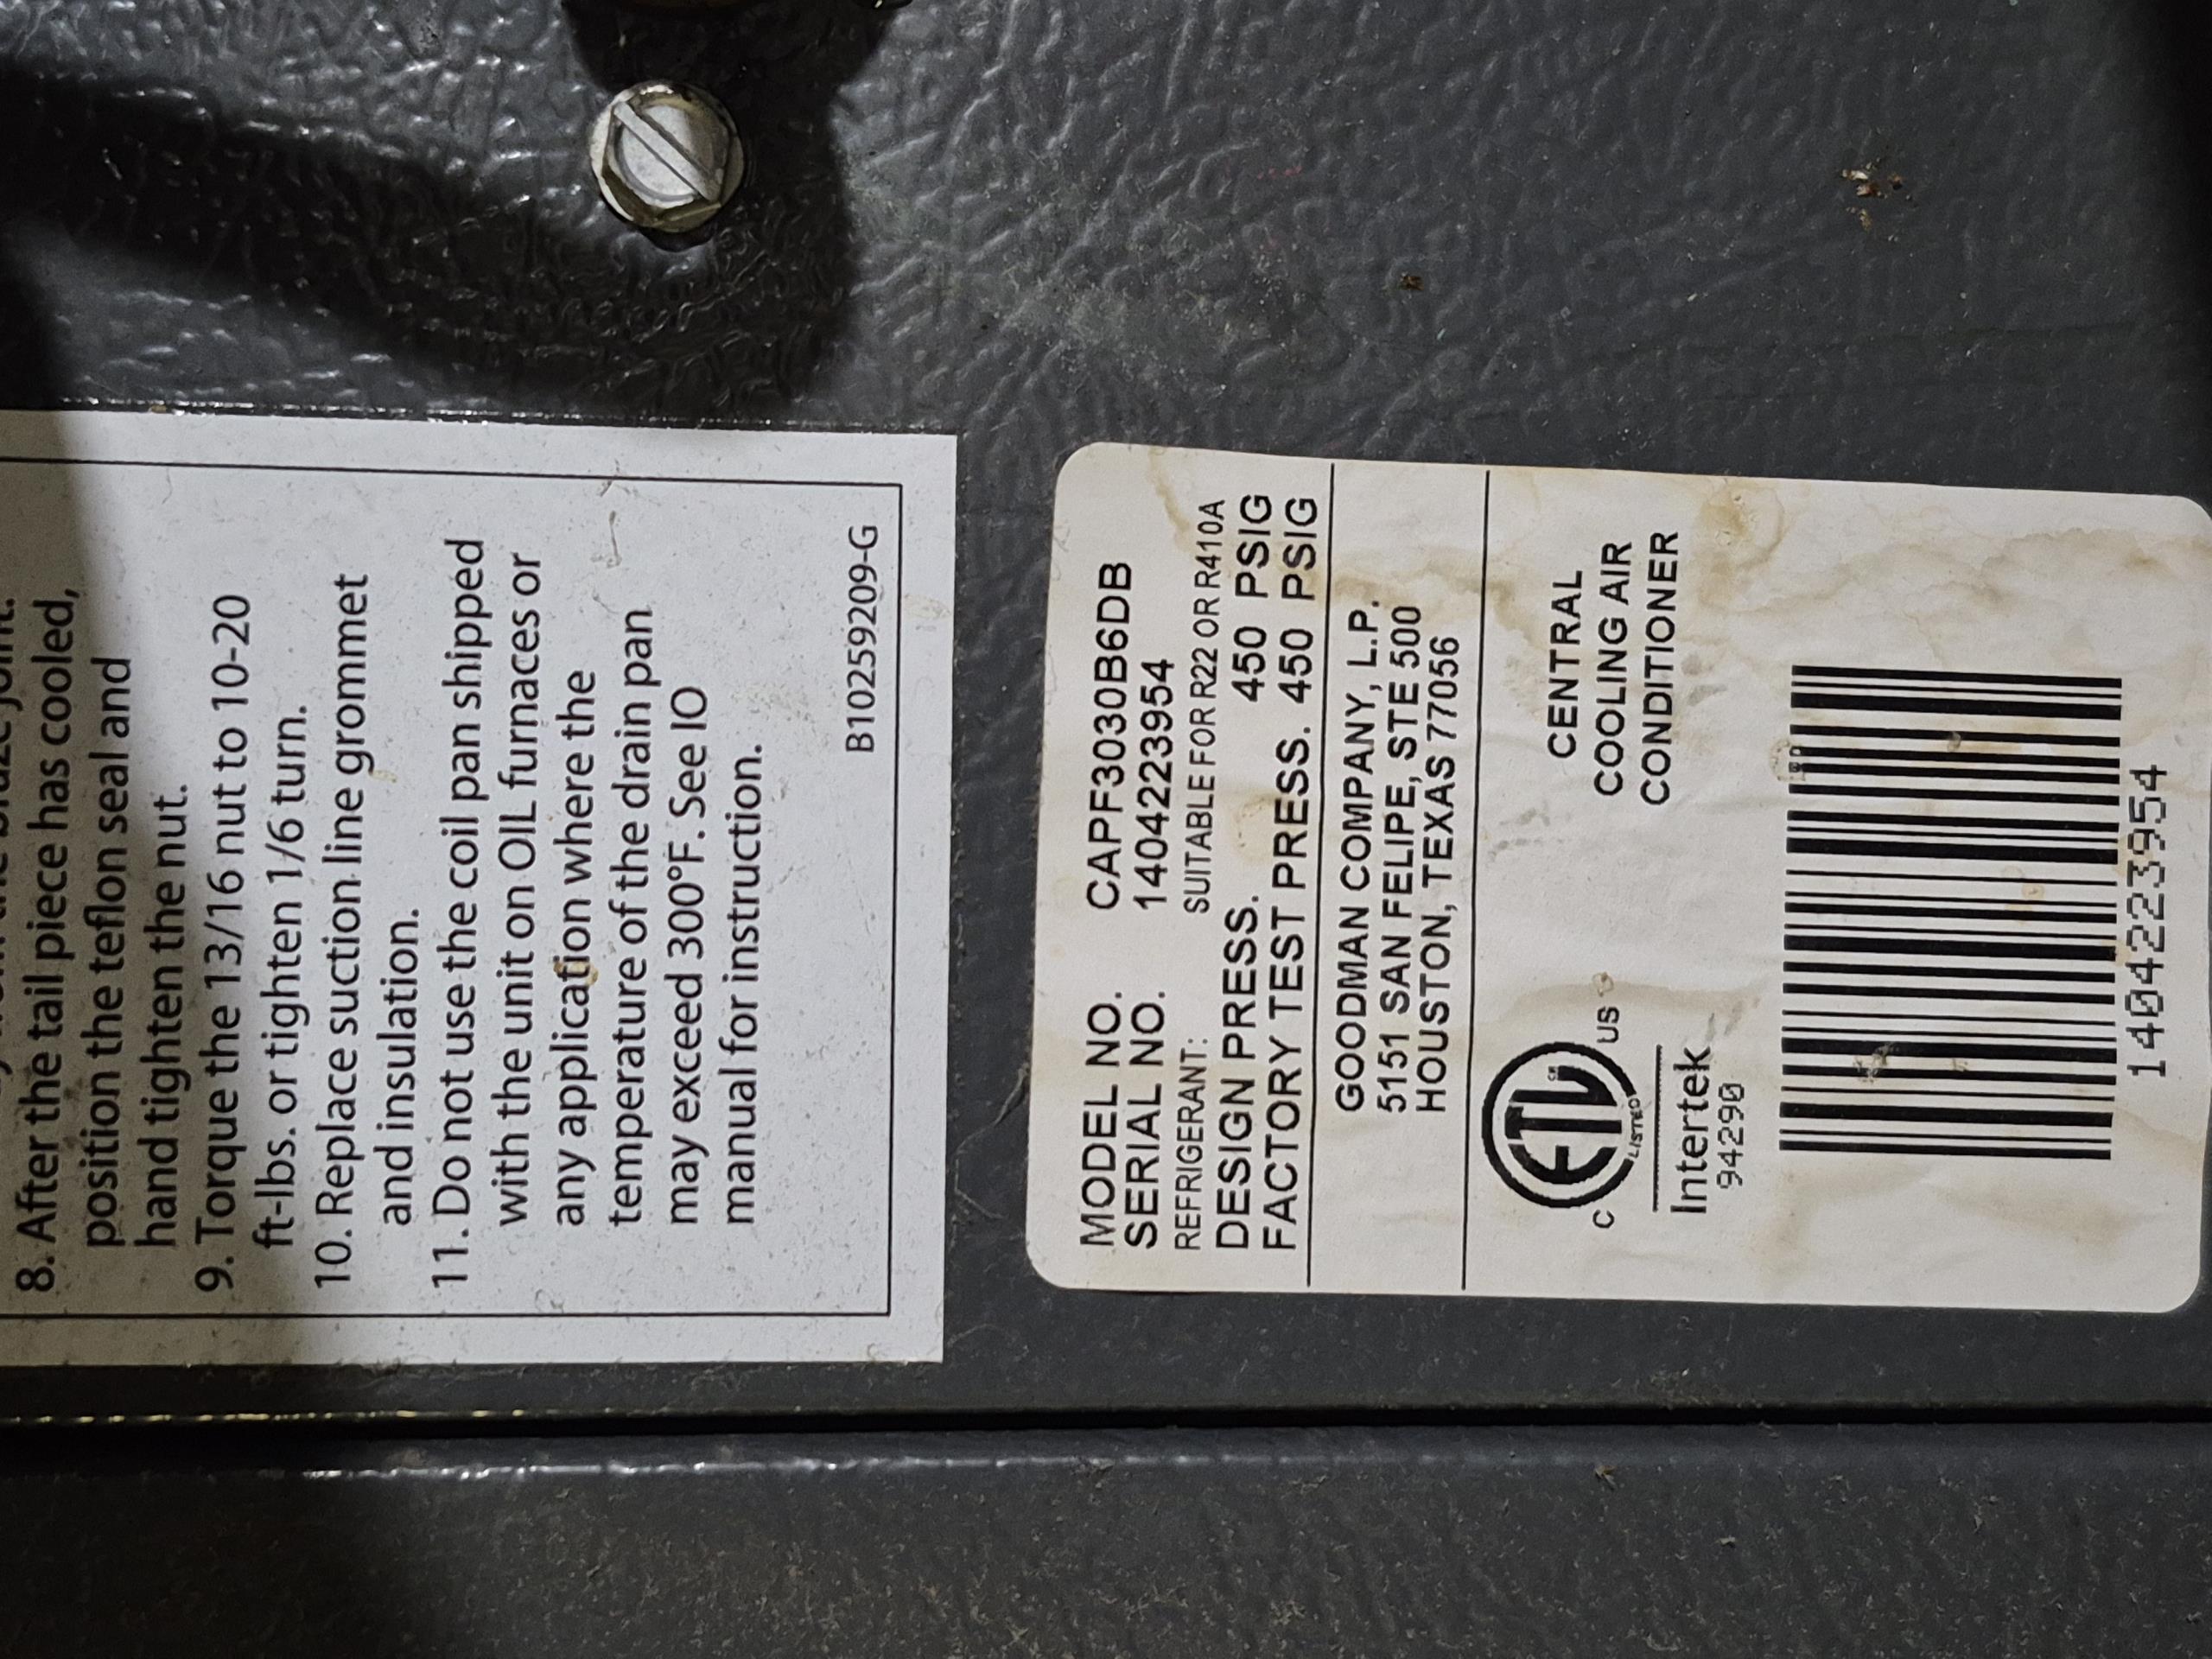 8. After the tail piece has cooled,
position the teflon seal and
hand tighten the nut.
9. Torque the 13/16 nut to 10-20
ft-lbs. or tighten 1/6 turn.
10. Replace suction line grommet
and insulation.
11. Do not use the coil pan shipped
with the unit on OIL furnaces or
any application where the
temperature of the drain pan
may exceed 300°F. See IO
manual for instruction.
B10259209-G
MODEL NO. CAPF3030B6DB
SERIAL NO. 1404223954
REFRIGERANT: SUITABLE FOR R22 OR R410A
DESIGN PRESS. 450 PSIG
FACTORY TEST PRESS. 450 PSIG
GOODMAN COMPANY, L.P.
5151 SAN FELIPE, STE 500
HOUSTON, TEXAS 77056
CENTRAL
COOLING AIR
CONDITIONER
C ETL US
LISTED
Intertek
94290
1404223954